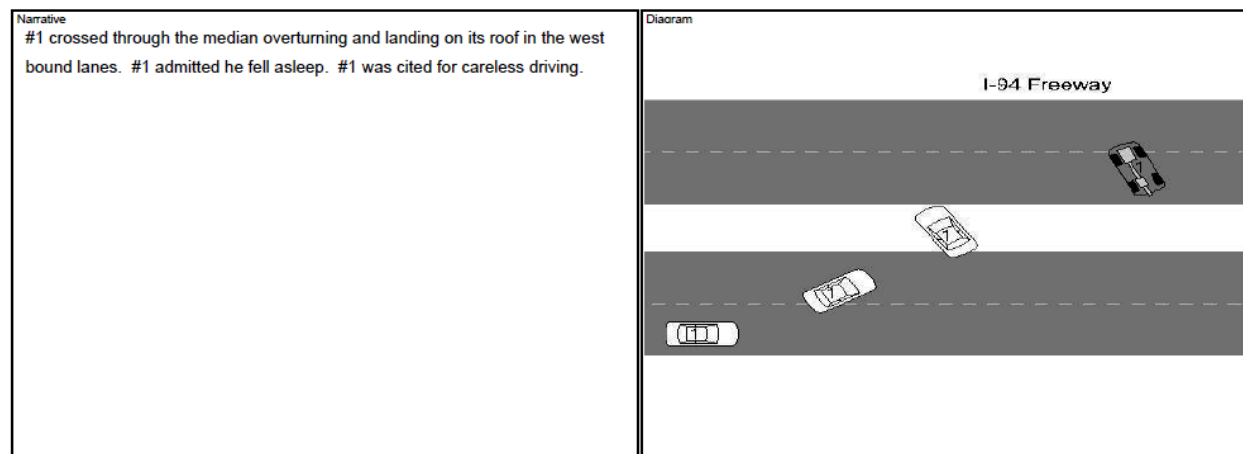 Narrative
#1 crossed through the median overturning and landing on its roof in the west
bound lanes.  #1 admitted he fell asleep.  #1 was cited for careless driving.
Diagram
I-94 Freeway
1
1
1
1